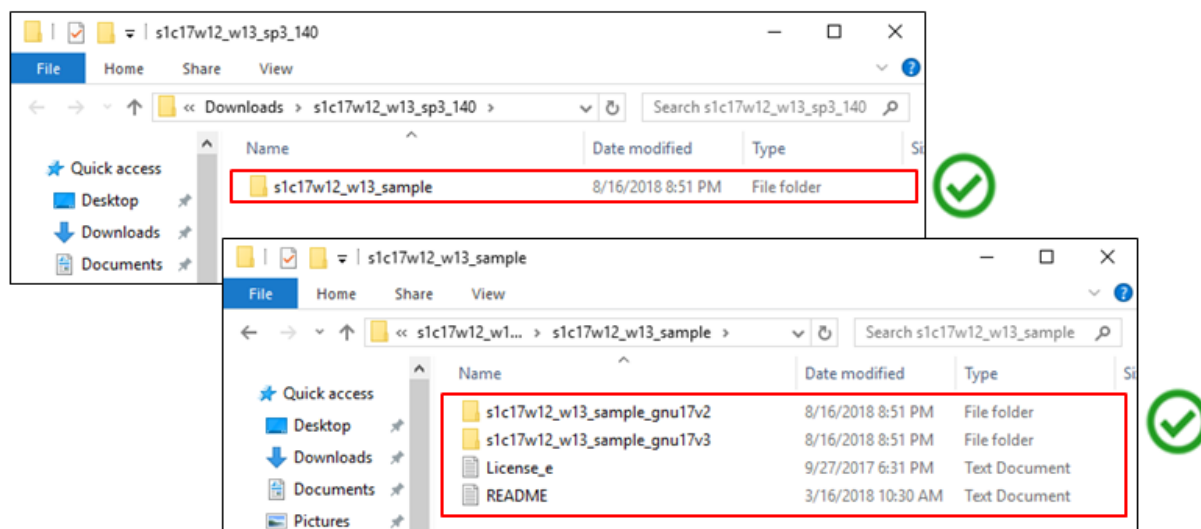 s1c17w12_w13_sp3_140
File Home Share View
« Downloads > s1c17w12_w13_sp3_140 > Search s1c17w12_w13_sp3_140
Name Date modified Type Si
Quick access
s1c17w12_w13_sample 8/16/2018 8:51 PM File folder
Desktop
Downloads
Documents
s1c17w12_w13_sample
File Home Share View
« s1c17w12_w1... > s1c17w12_w13_sample > Search s1c17w12_w13_sample
Name Date modified Type Si
Quick access
s1c17w12_w13_sample_gnu17v2 8/16/2018 8:51 PM File folder
Desktop
s1c17w12_w13_sample_gnu17v3 8/16/2018 8:51 PM File folder
Downloads
License_e 9/27/2017 6:31 PM Text Document
Documents
README 3/16/2018 10:30 AM Text Document
Pictures